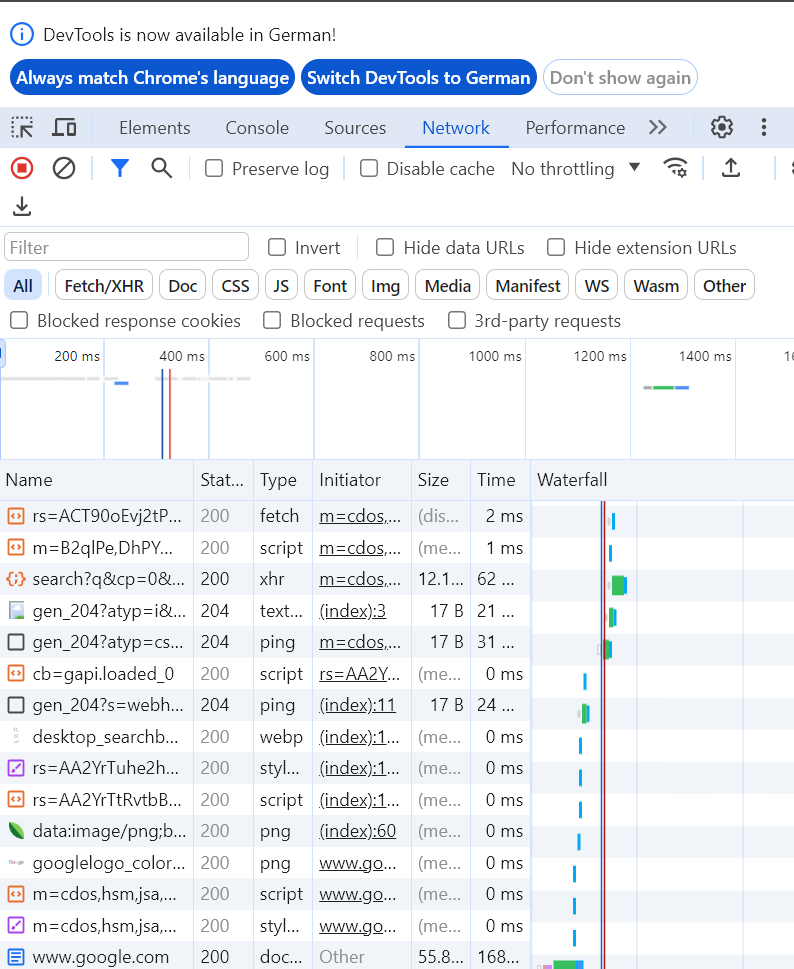 DevTools is now available in German!
Always match Chrome's language Switch DevTools to German Don't show again
Elements Console Sources Network Performance
Preserve log Disable cache No throttling
Filter Invert Hide data URLs Hide extension URLs
All Fetch/XHR Doc CSS JS Font Img Media Manifest WS Wasm Other
Blocked response cookies Blocked requests 3rd-party requests
200 ms 400 ms 600 ms 800 ms 1000 ms 1200 ms 1400 ms
Name Stat... Type Initiator Size Time Waterfall
rs=ACT90oEvj2tP... 200 fetch m=cdos,... (dis... 2 ms
m=B2qlPe,DhPY... 200 script m=cdos,... (me... 1 ms
search?q&cp=0&... 200 xhr m=cdos,... 12.1... 62 ...
gen_204?atyp=i&... 204 text... (index):3 17 B 21 ...
gen_204?atyp=cs... 204 ping m=cdos,... 17 B 31 ...
cb=gapi.loaded_0 200 script rs=AA2Y... (me... 0 ms
gen_204?s=webh... 204 ping (index):11 17 B 24 ...
desktop_searchb... 200 webp (index):1... (me... 0 ms
rs=AA2YrTuhe2h... 200 styl... (index):1... (me... 0 ms
rs=AA2YrTtRvtbB... 200 script (index):1... (me... 0 ms
data:image/png;b... 200 png (index):60 (me... 0 ms
googlelogo_color... 200 png www.go... (me... 0 ms
m=cdos,hsm,jsa,... 200 script www.go... (me... 0 ms
m=cdos,hsm,jsa,... 200 styl... www.go... (me... 0 ms
www.google.com 200 doc... Other 55.8... 168...